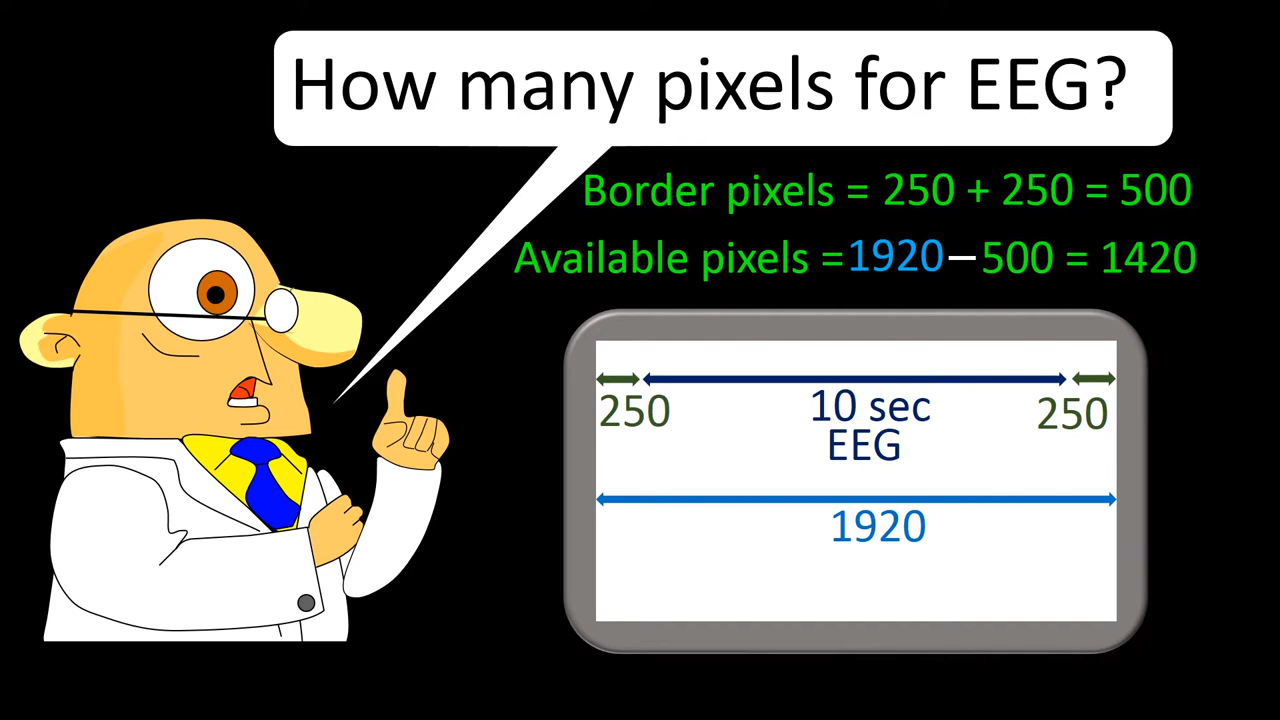 How many pixels for EEG?
Border pixels = 250 + 250 = 500
Available pixels =1920−500 = 1420
250
10 sec
EEG
250
1920